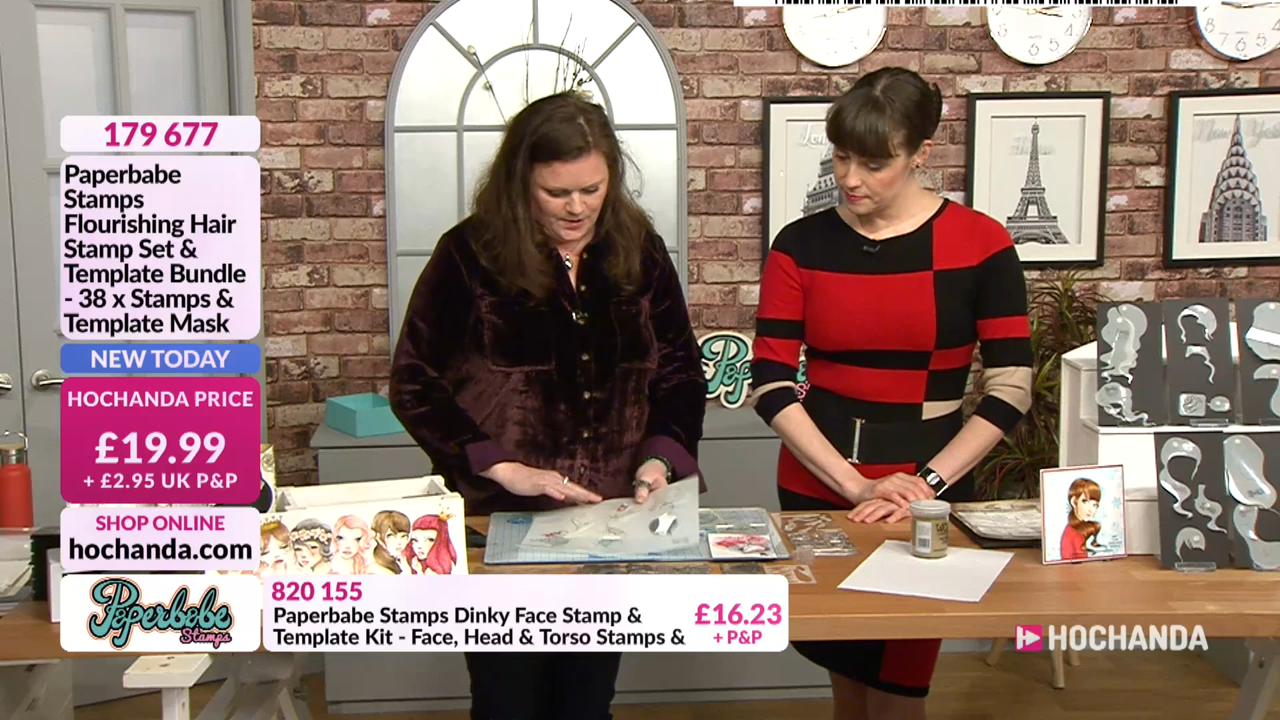 179 677
Paperbabe
Stamps
Flourishing Hair
Stamp Set &
Template Bundle
- 38 x Stamps &
Template Mask
NEW TODAY
HOCHANDA PRICE
£19.99
+ £2.95 UK P&P
SHOP ONLINE
hochanda.com
Paperbabe
Stamps
820 155
Paperbabe Stamps Dinky Face Stamp &
Template Kit - Face, Head & Torso Stamps &
£16.23
+ P&P
HOCHANDA
New York